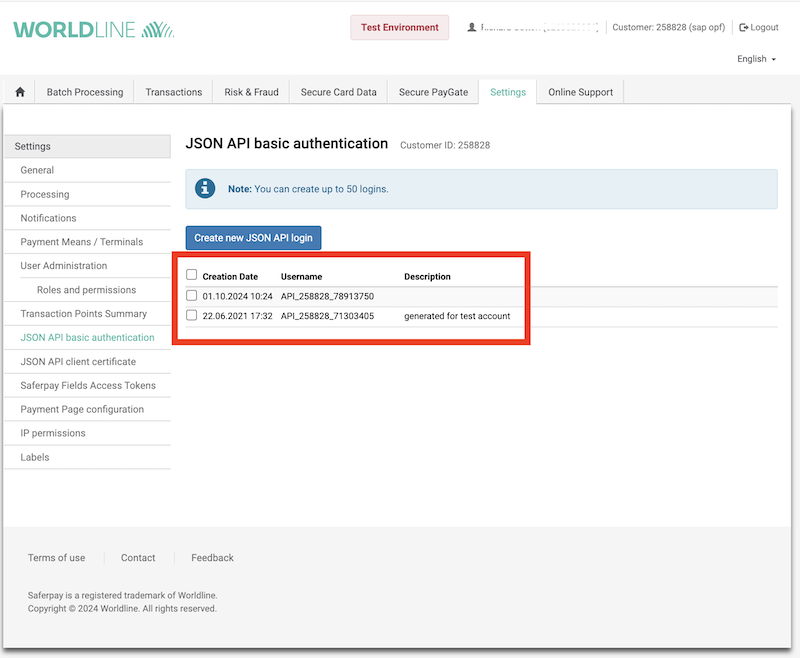 WORLDLINE
Test Environment
Customer: 258828 (sap opf)
Logout
English
Batch Processing
Transactions
Risk & Fraud
Secure Card Data
Secure PayGate
Settings
Online Support
Settings
General
Processing
Notifications
Payment Means / Terminals
User Administration
Roles and permissions
Transaction Points Summary
JSON API basic authentication
JSON API client certificate
Saferpay Fields Access Tokens
Payment Page configuration
IP permissions
Labels
JSON API basic authentication Customer ID: 258828
Note: You can create up to 50 logins.
Create new JSON API login
Creation Date Username Description
01.10.2024 10:24 API_258828_78913750
22.06.2021 17:32 API_258828_71303405 generated for test account
Terms of use
Contact
Feedback
Saferpay is a registered trademark of Worldline.
Copyright © 2024 Worldline. All rights reserved.